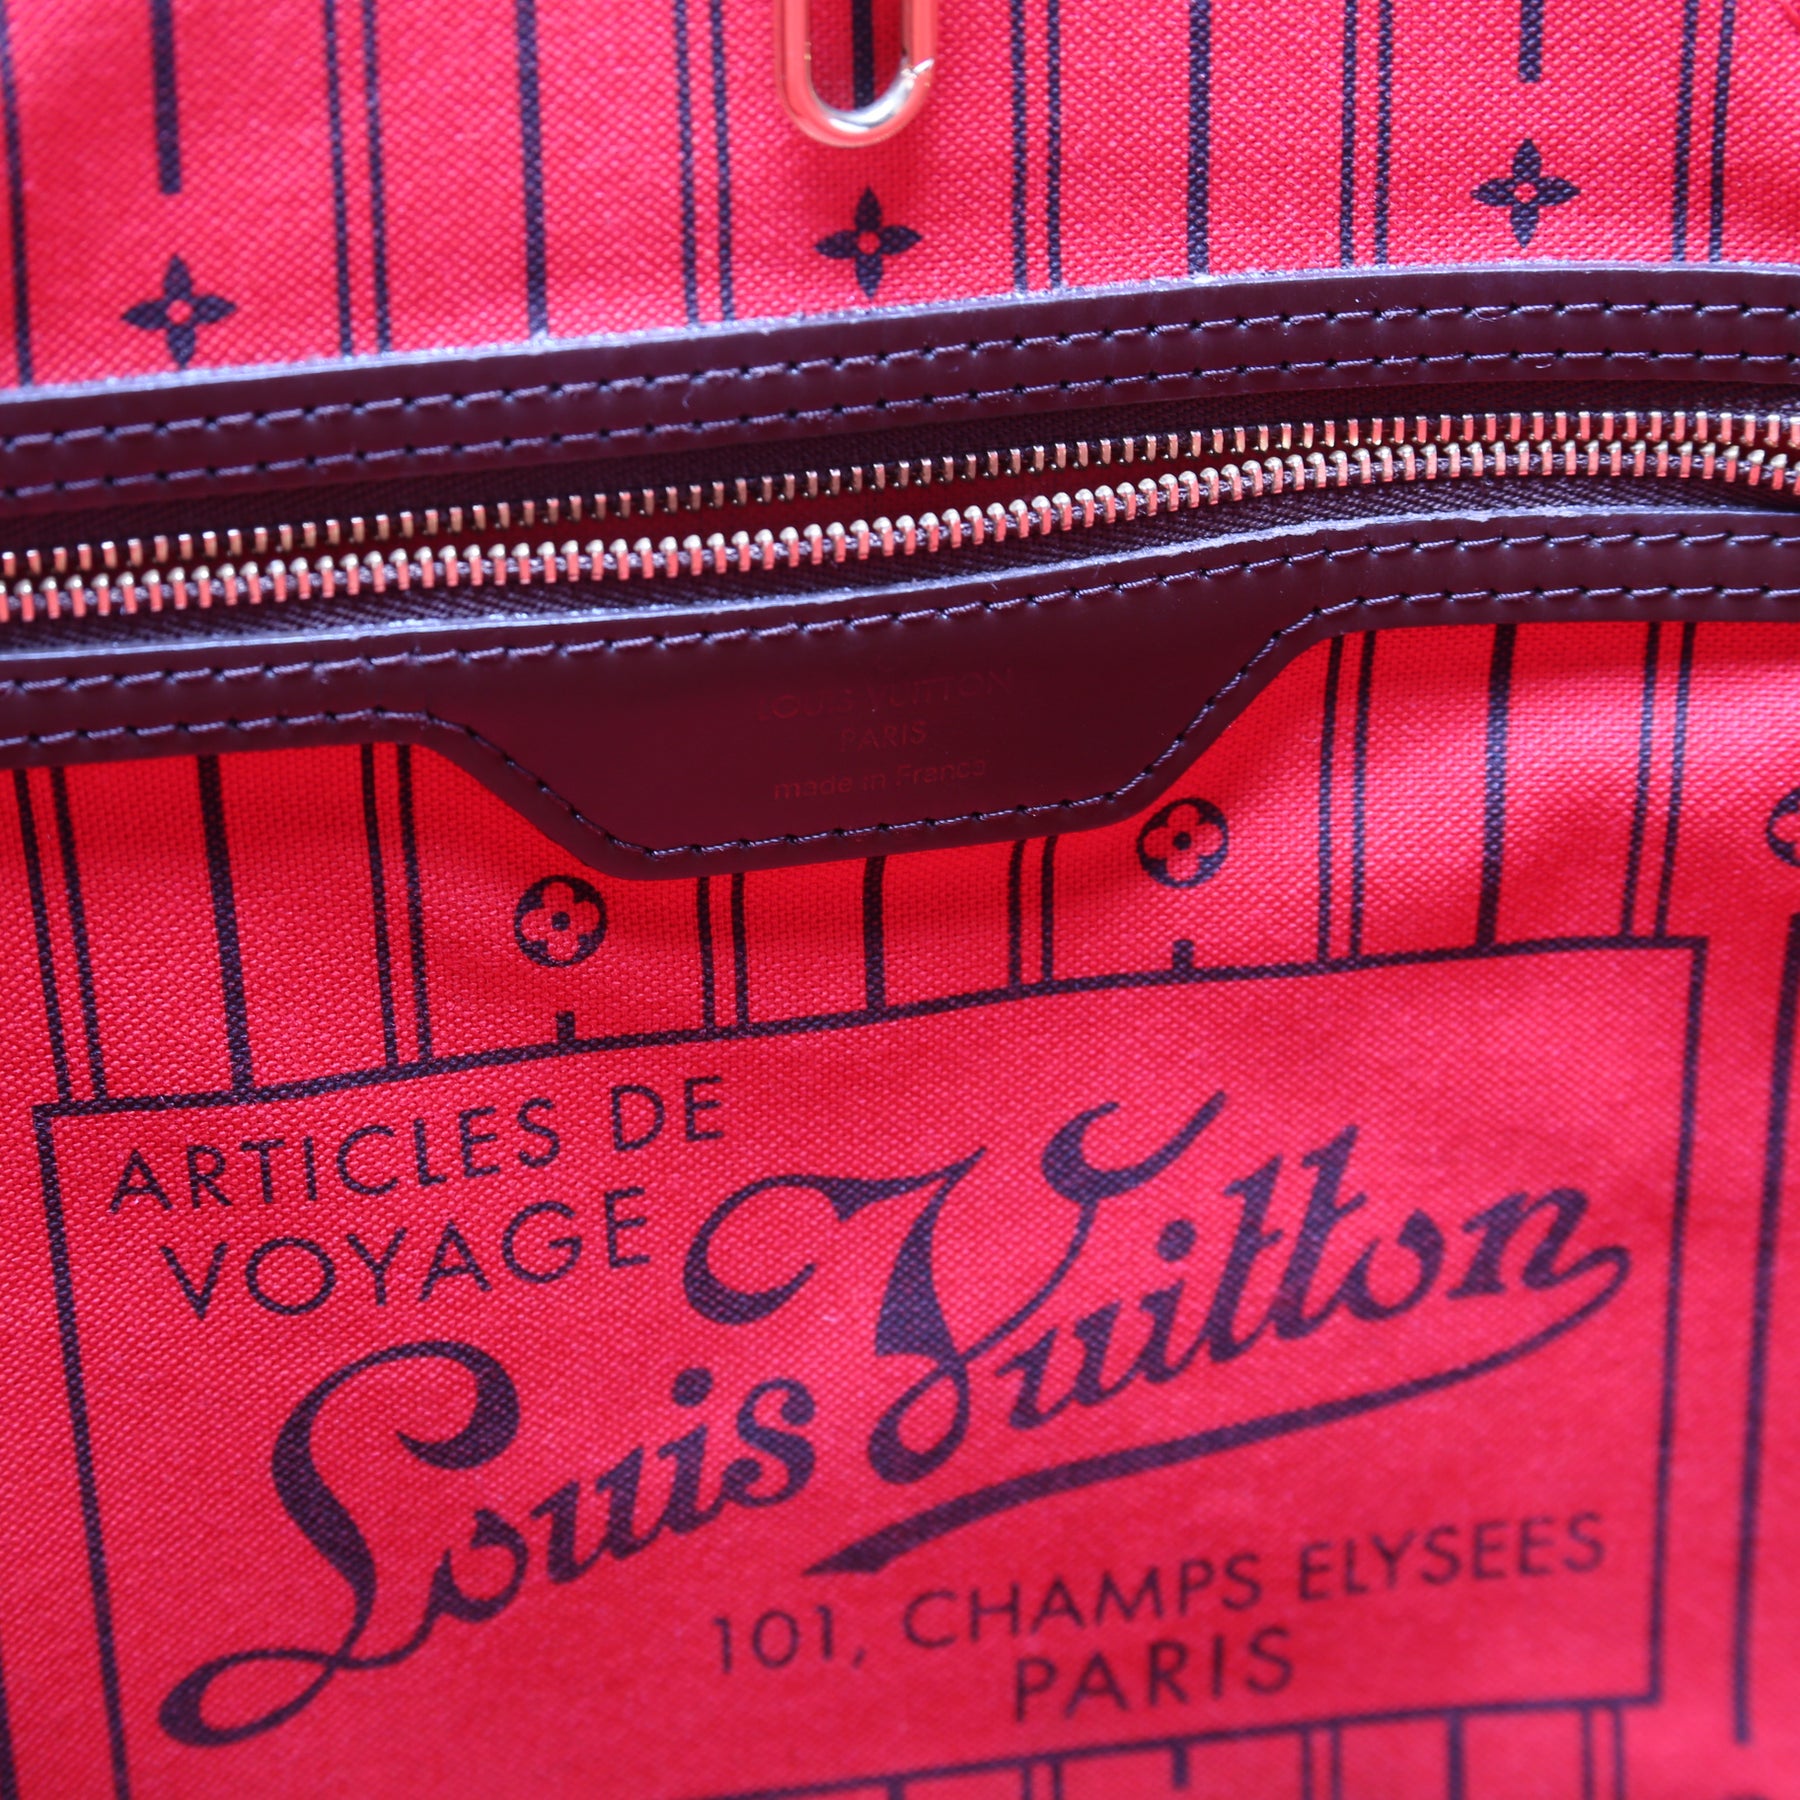 LOUIS VUITTON
PARIS
made in France
ARTICLES DE
VOYAGE
Louis Vuitton
101, CHAMPS ELYSEES
PARIS